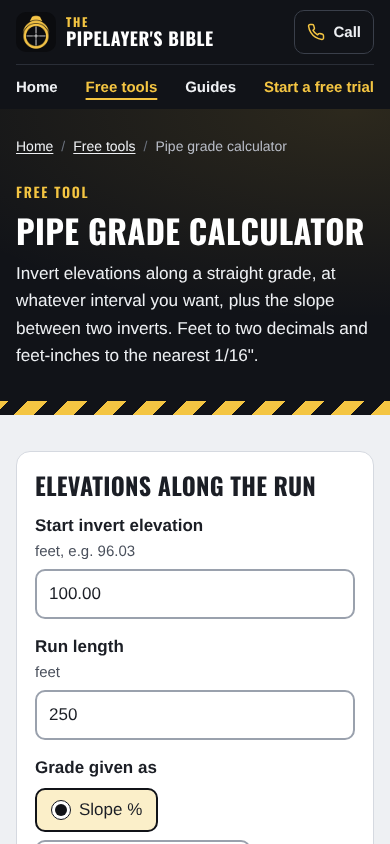 THE
PIPELAYER'S BIBLE
Call
Home
Free tools
Guides
Start a free trial
Home / Free tools / Pipe grade calculator
FREE TOOL
PIPE GRADE CALCULATOR
Invert elevations along a straight grade, at
whatever interval you want, plus the slope
between two inverts. Feet to two decimals and
feet-inches to the nearest 1/16".
ELEVATIONS ALONG THE RUN
Start invert elevation
feet, e.g. 96.03
100.00
Run length
feet
250
Grade given as
Slope %